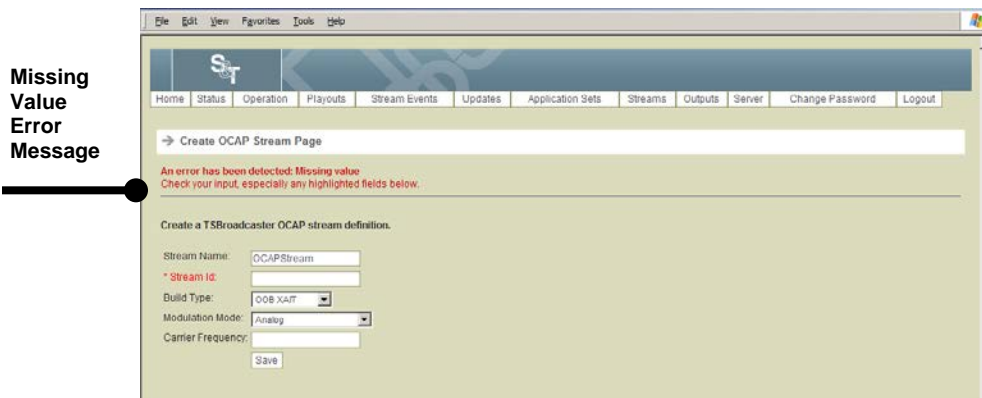 Missing
Value
Error
Message
File Edit View Favorites Tools Help
S&T
Home Status Operation Playouts Stream Events Updates Application Sets Streams Outputs Server Change Password Logout
Create OCAP Stream Page
An error has been detected: Missing value
Check your input, especially any highlighted fields below.
Create a TSBroadcaster OCAP stream definition.
Stream Name: OCAPStream
* Stream Id:
Build Type: OOB XAIT
Modulation Mode: Analog
Carrier Frequency:
Save